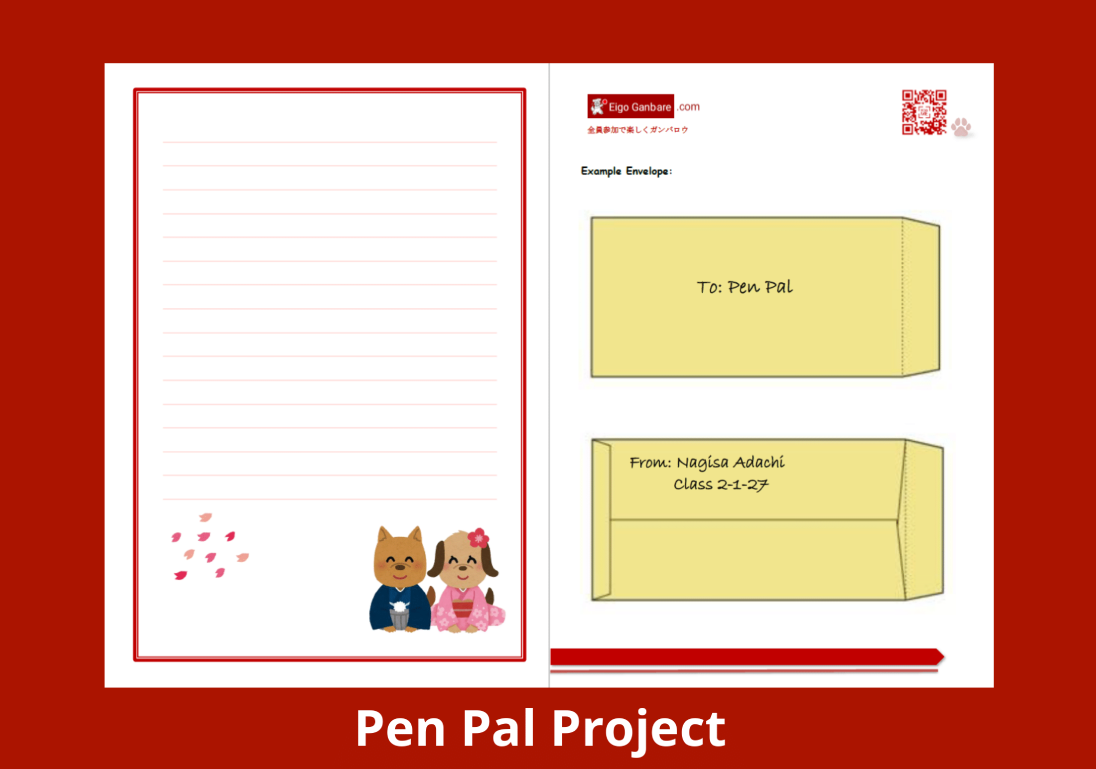 Eigo Ganbare .com
全員参加で楽しくガンバロウ
Example Envelope:
To: Pen Pal
From: Nagisa Adachi
Class 2-1-27
Pen Pal Project